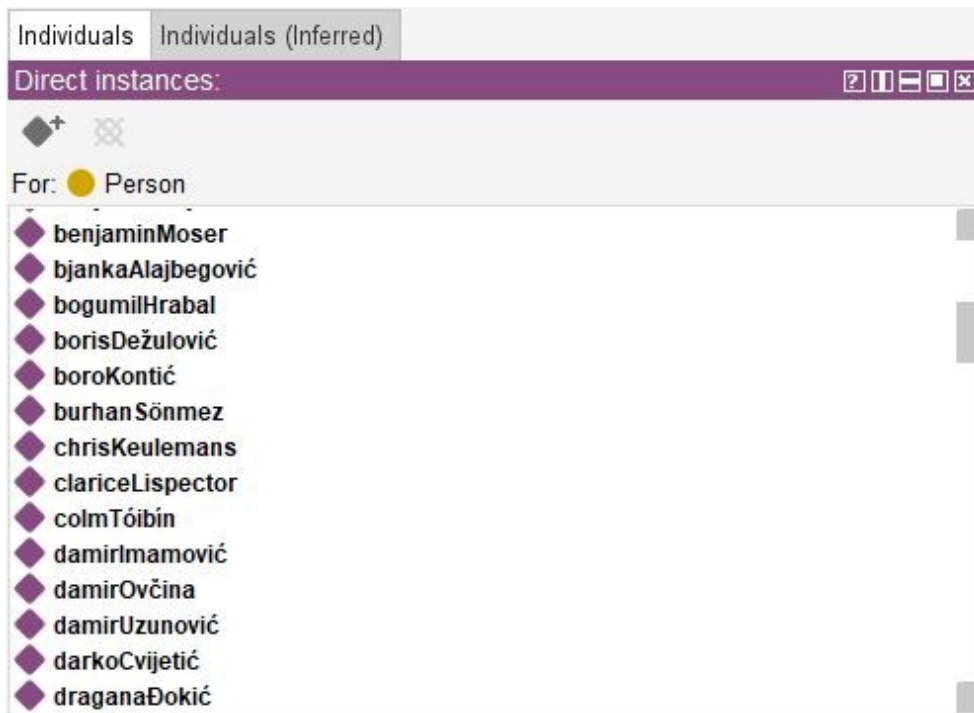 Individuals Individuals (Inferred)
Direct instances:
For: Person
benjaminMoser
bjankaAlajbegović
bogumilHrabal
borisDežulović
boroKontić
burhanSönmez
chrisKeulemans
clariceLispector
colmTóibín
damirImamović
damirOvčina
damirUzunović
darkoCvijetić
draganaĐokić